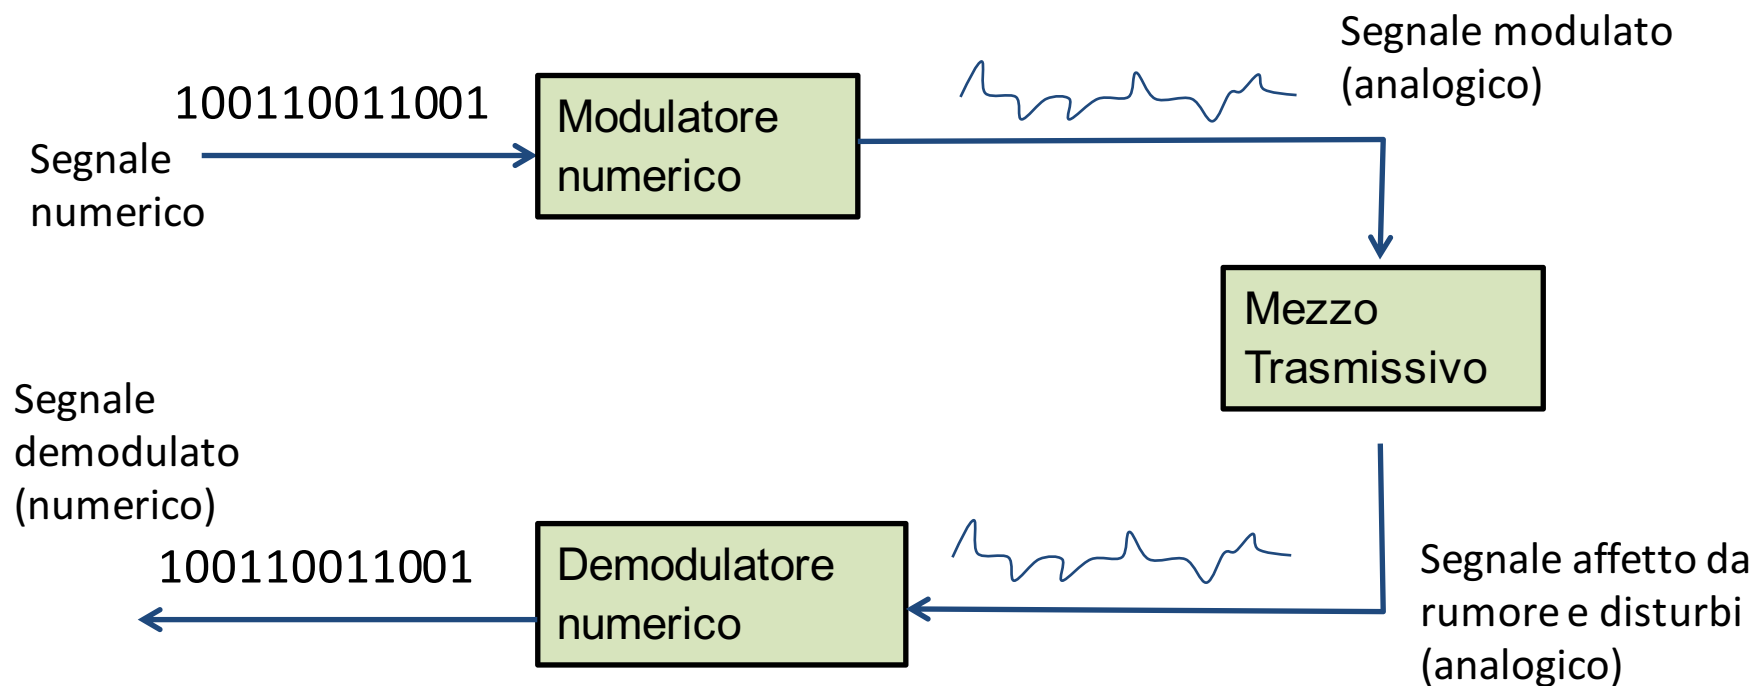 100110011001
Segnale
numerico
Modulatore
numerico
Segnale modulato
(analogico)
Mezzo
Trasmissivo
Segnale affetto da
rumore e disturbi
(analogico)
Demodulatore
numerico
Segnale
demodulato
(numerico)
100110011001